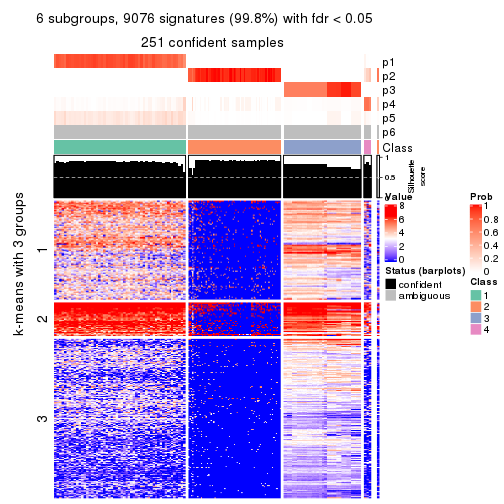 6 subgroups, 9076 signatures (99.8%) with fdr < 0.05
251 confident samples
p1
p2
p3
p4
p5
p6
Class
1
0.5
0
Silhouette
score
k-means with 3 groups
1
2
3
Value
8
6
4
2
0
Status (barplots)
confident
ambiguous
Prob
1
0.8
0.6
0.4
0.2
0
Class
1
2
3
4